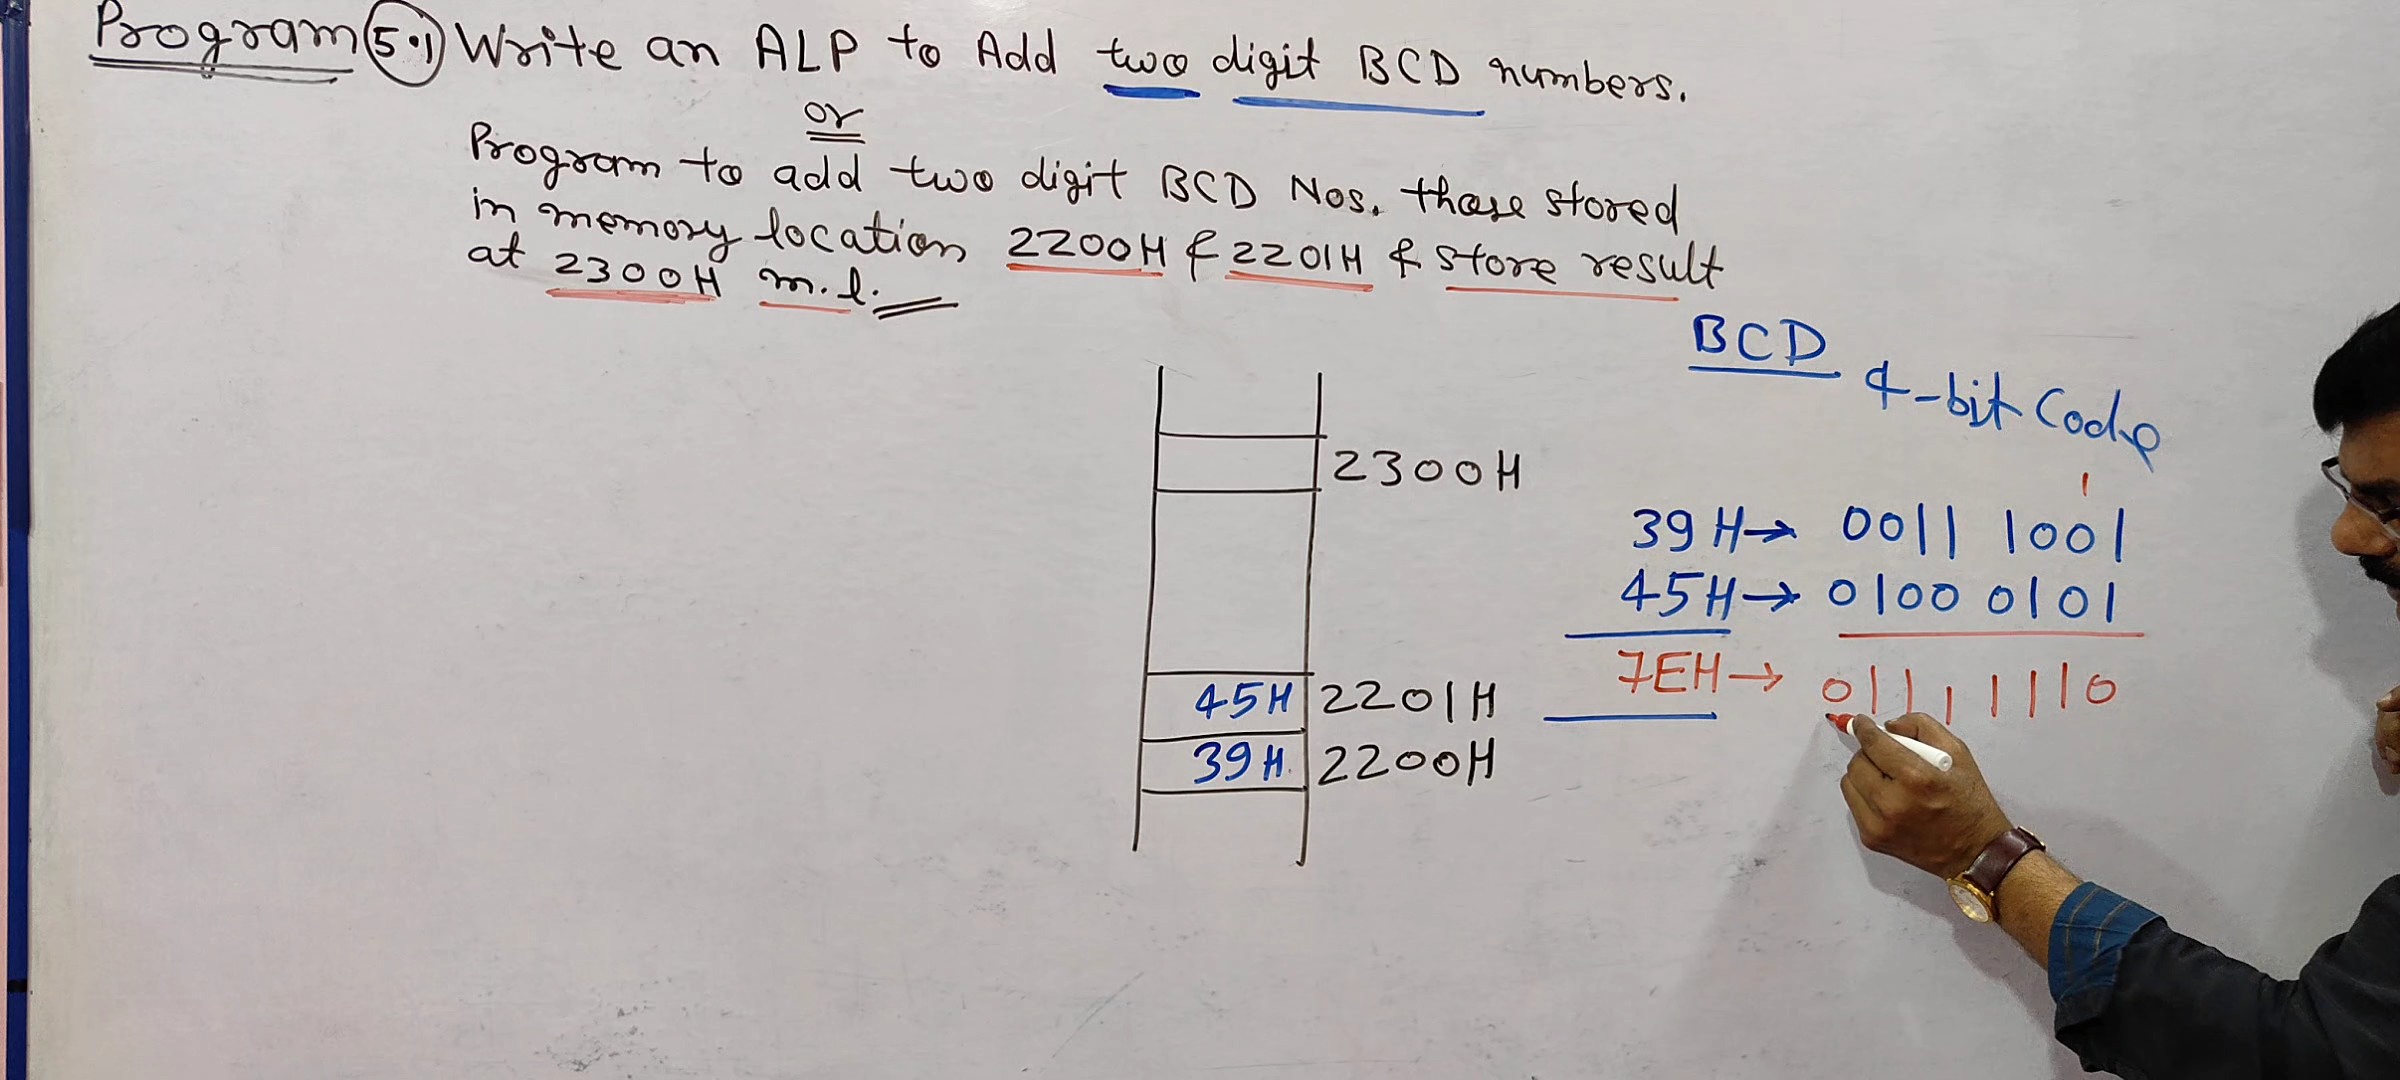 Program 5.1 Write an ALP to Add two digit BCD numbers.
or
Program to add two digit BCD Nos. those stored
in memory location 2200H & 2201H & store result
at 2300H m.l.
BCD
4-bit Code
2300H
1
39H → 0011 1001
45H → 0100 0101
7EH → 0111 1110
45H 2201H
39H. 2200H